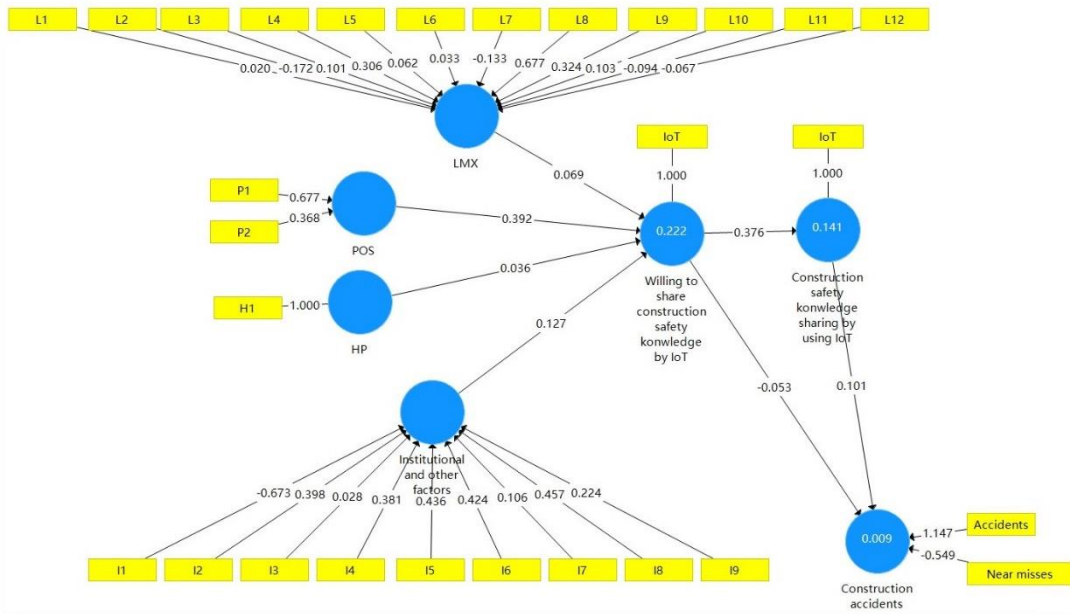 L1 L2 L3 L4 L5 L6 L7 L8 L9 L10 L11 L12
0.020 -0.172 0.101 0.306 0.062 0.033 -0.133 0.677 0.324 0.103 -0.094 -0.067
LMX
IoT
IoT
1.000
1.000
0.069
P1
0.677
P2
0.368
POS
0.392
0.222
0.376
0.141
H1
1.000
HP
0.036
Willing to
share
construction
safety
konwledge
by IoT
Construction
safety
konwledge
sharing by
using IoT
0.127
-0.053
0.101
Institutional
and other
factors
-0.673 0.398 0.028 0.381 0.436 0.424 0.106 0.457 0.224
I1 I2 I3 I4 I5 I6 I7 I8 I9
0.009
Accidents
1.147
-0.549
Near misses
Construction
accidents